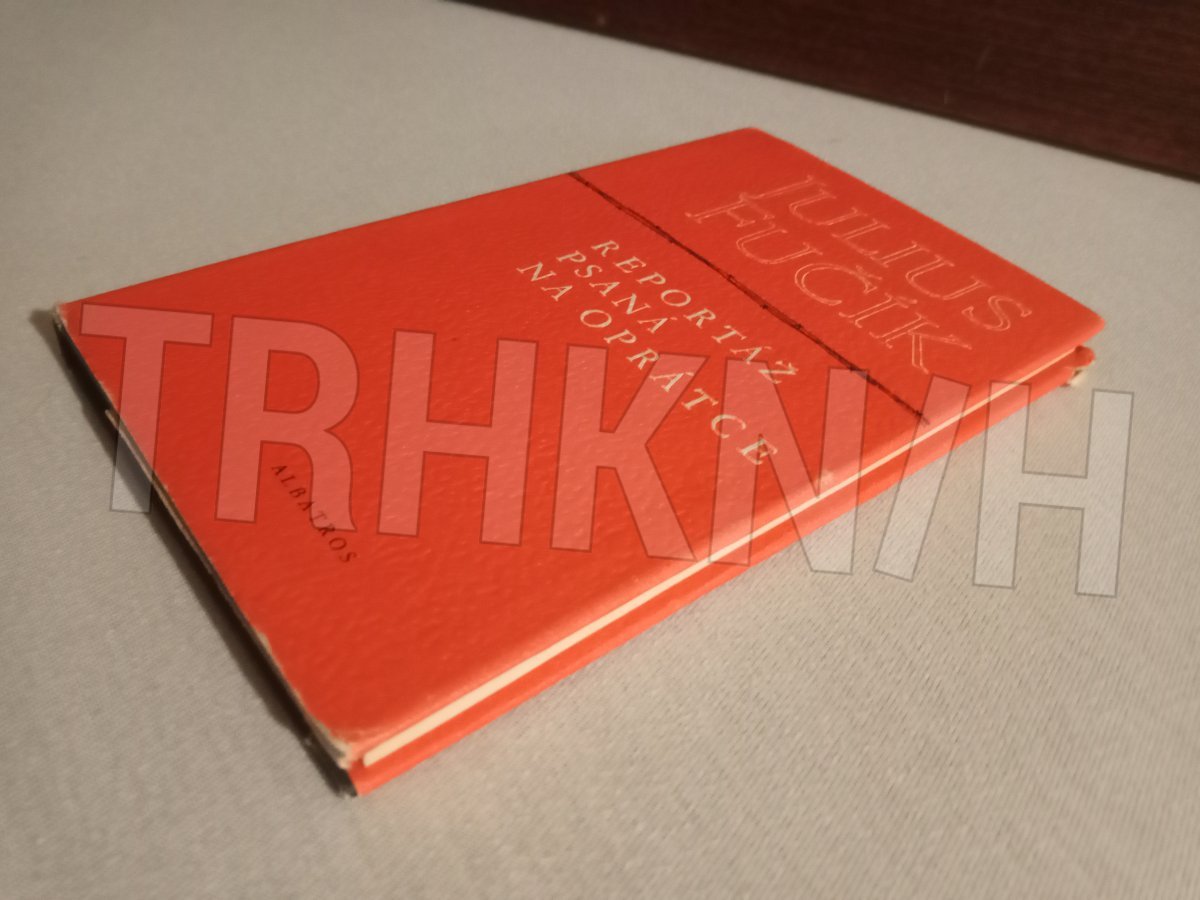 JULIUS
FUČÍK
REPORTÁŽ
PSANÁ
NA OPRÁTCE
ALBATROS
TRHKNIH